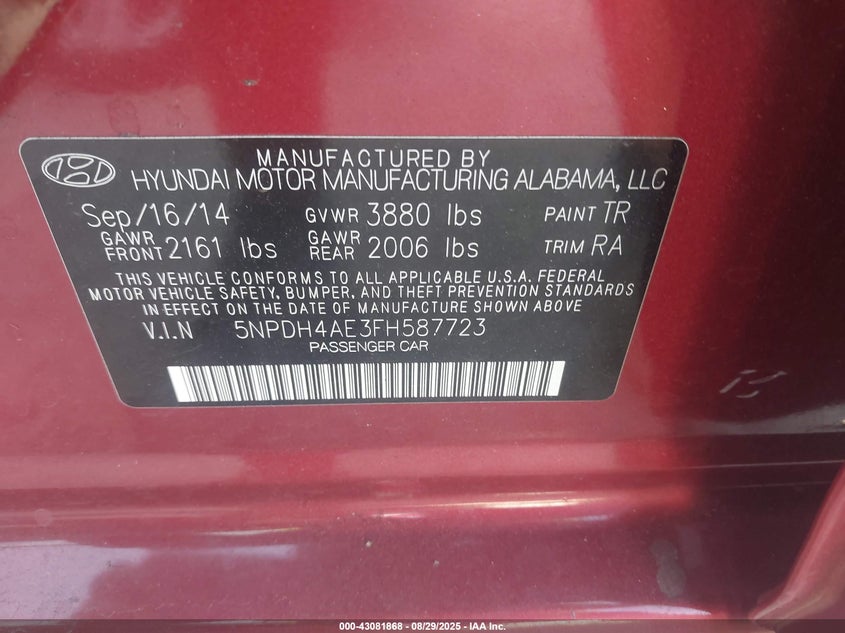 MANUFACTURED BY
HYUNDAI MOTOR MANUFACTURING ALABAMA, LLC
Sep/16/14 GVWR 3880 lbs PAINT TR
GAWR FRONT 2161 lbs GAWR REAR 2006 lbs TRIM RA
THIS VEHICLE CONFORMS TO ALL APPLICABLE U.S.A. FEDERAL
MOTOR VEHICLE SAFETY, BUMPER, AND THEFT PREVENTION STANDARDS
IN EFFECT ON THE DATE OF MANUFACTURE SHOWN ABOVE
V.I.N 5NPDH4AE3FH587723
PASSENGER CAR
000-43081868 - 08/29/2025 - IAA Inc.